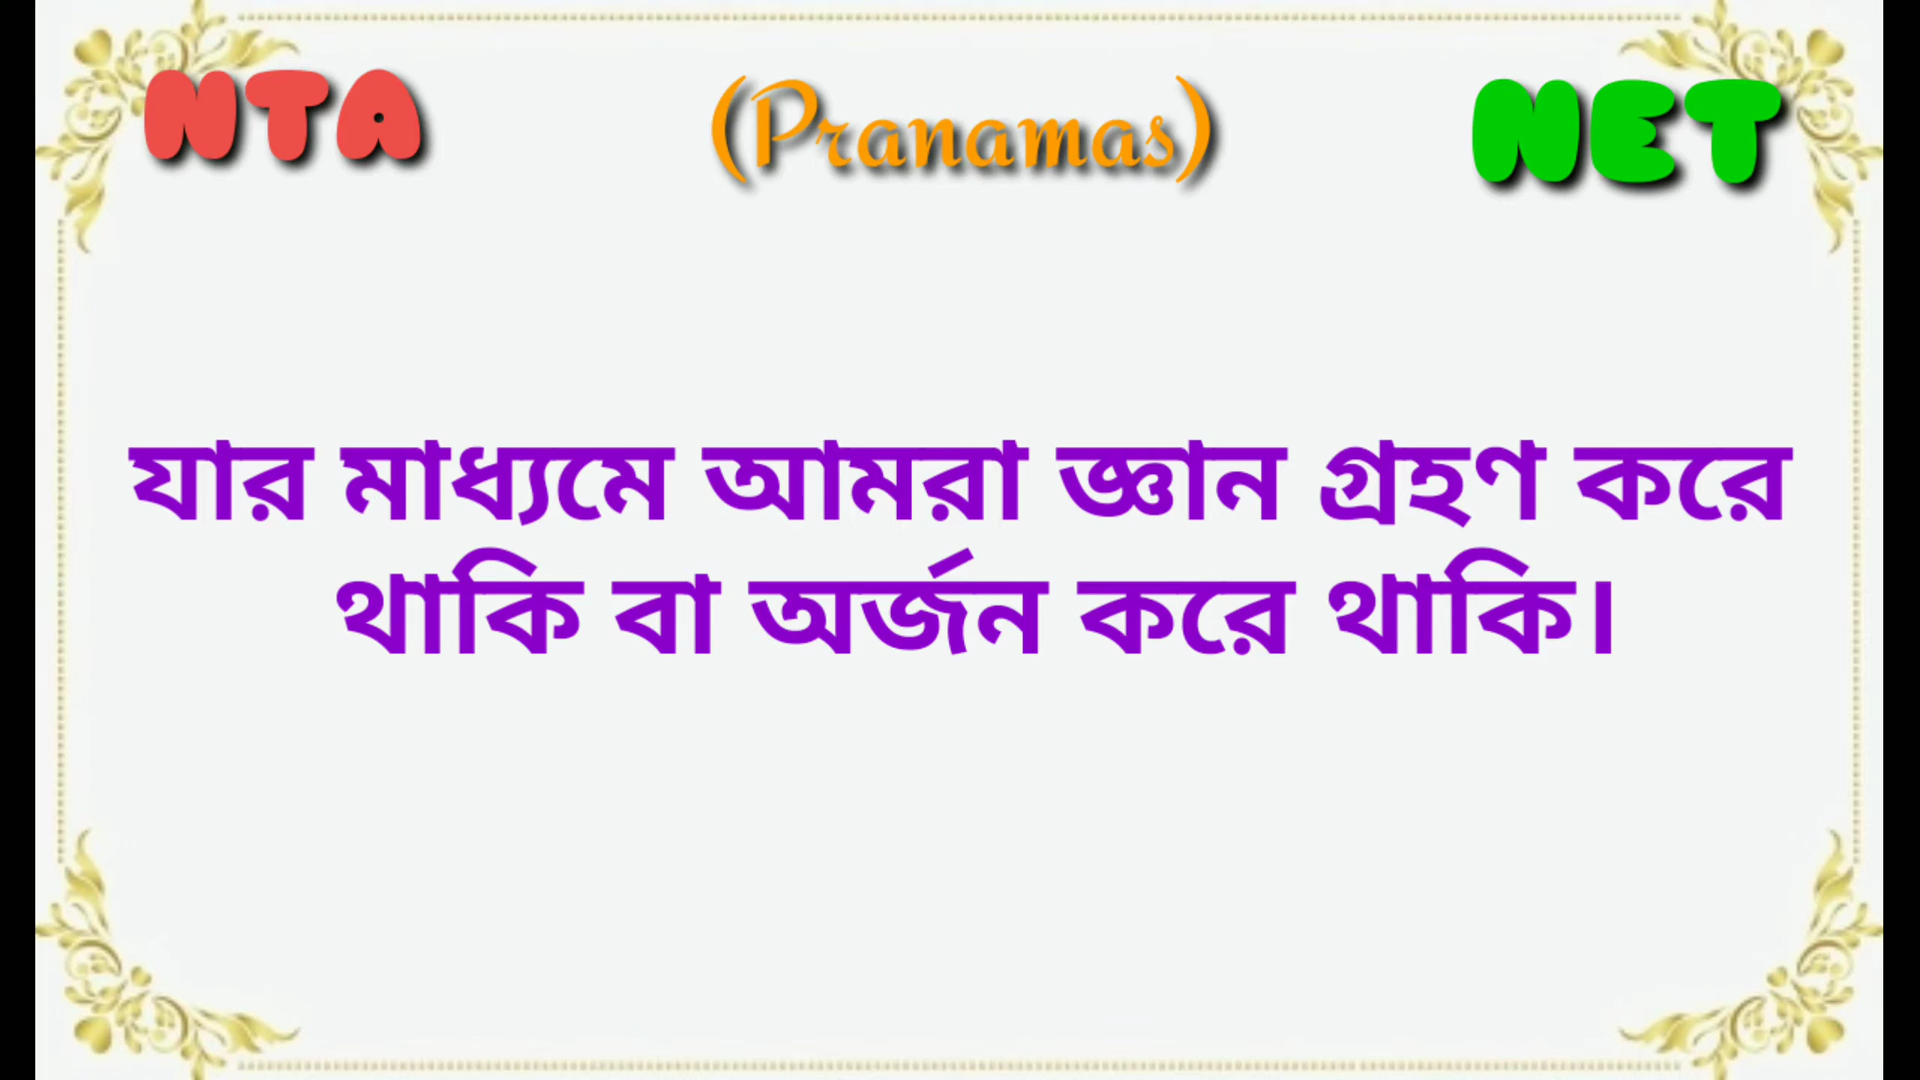 NTA (Pranamas) NET
যার মাধ্যমে আমরা জ্ঞান গ্রহণ করে
থাকি বা অর্জন করে থাকি।